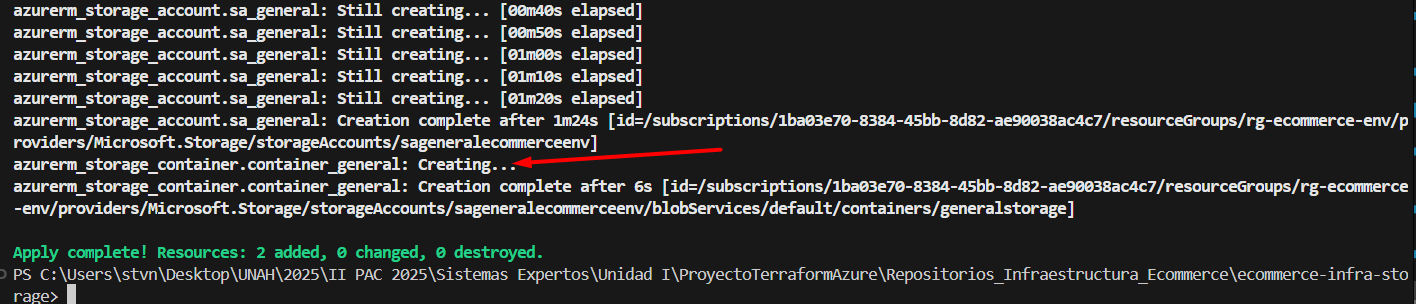 azurerm_storage_account.sa_general: Still creating... [00m40s elapsed]
azurerm_storage_account.sa_general: Still creating... [00m50s elapsed]
azurerm_storage_account.sa_general: Still creating... [01m00s elapsed]
azurerm_storage_account.sa_general: Still creating... [01m10s elapsed]
azurerm_storage_account.sa_general: Still creating... [01m20s elapsed]
azurerm_storage_account.sa_general: Creation complete after 1m24s [id=/subscriptions/1ba03e70-8384-45bb-8d82-ae90038ac4c7/resourceGroups/rg-ecommerce-env/p
roviders/Microsoft.Storage/storageAccounts/sageneralecommerceenv]
azurerm_storage_container.container_general: Creating...
azurerm_storage_container.container_general: Creation complete after 6s [id=/subscriptions/1ba03e70-8384-45bb-8d82-ae90038ac4c7/resourceGroups/rg-ecommerce
-env/providers/Microsoft.Storage/storageAccounts/sageneralecommerceenv/blobServices/default/containers/generalstorage]
Apply complete! Resources: 2 added, 0 changed, 0 destroyed.
PS C:\Users\stvn\Desktop\UNAH\2025\II PAC 2025\Sistemas Expertos\Unidad I\ProyectoTerraformAzure\Repositorios_Infraestructura_Ecommerce\ecommerce-infra-sto
rage>